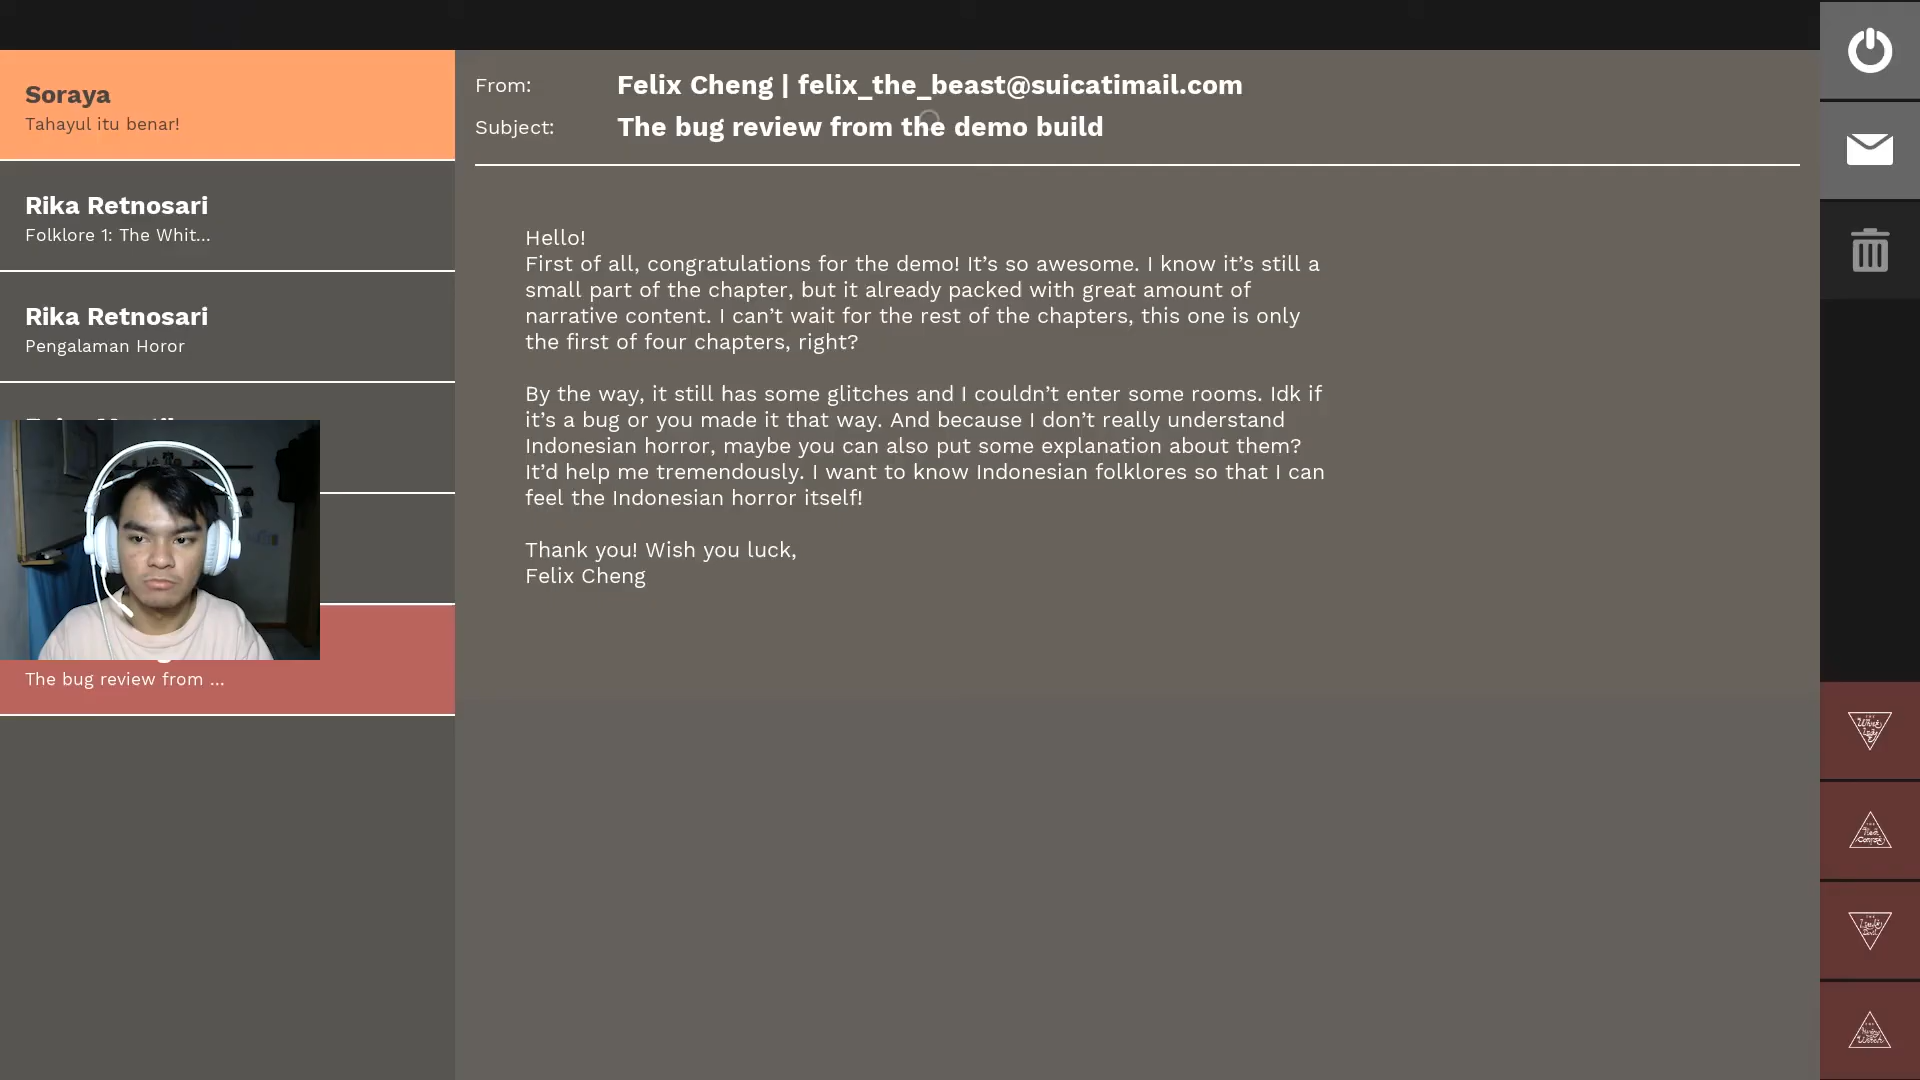 Soraya
Tahayul itu benar!
Rika Retnosari
Folklore 1: The Whit...
Rika Retnosari
Pengalaman Horor
The bug review from ...
From: Felix Cheng | felix_the_beast@suicatimail.com
Subject: The bug review from the demo build
Hello!
First of all, congratulations for the demo! It’s so awesome. I know it’s still a
small part of the chapter, but it already packed with great amount of
narrative content. I can’t wait for the rest of the chapters, this one is only
the first of four chapters, right?
By the way, it still has some glitches and I couldn’t enter some rooms. Idk if
it’s a bug or you made it that way. And because I don’t really understand
Indonesian horror, maybe you can also put some explanation about them?
It’d help me tremendously. I want to know Indonesian folklores so that I can
feel the Indonesian horror itself!
Thank you! Wish you luck,
Felix Cheng